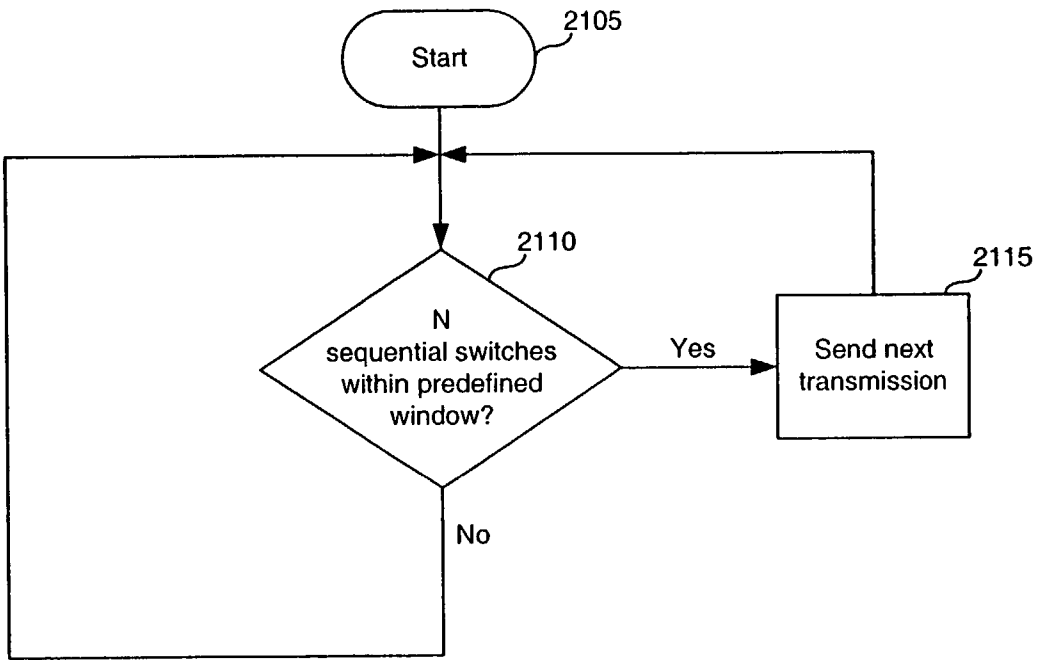 2105
Start
2110
2115
N
sequential switches
within predefined
window?
Yes
Send next
transmission
No